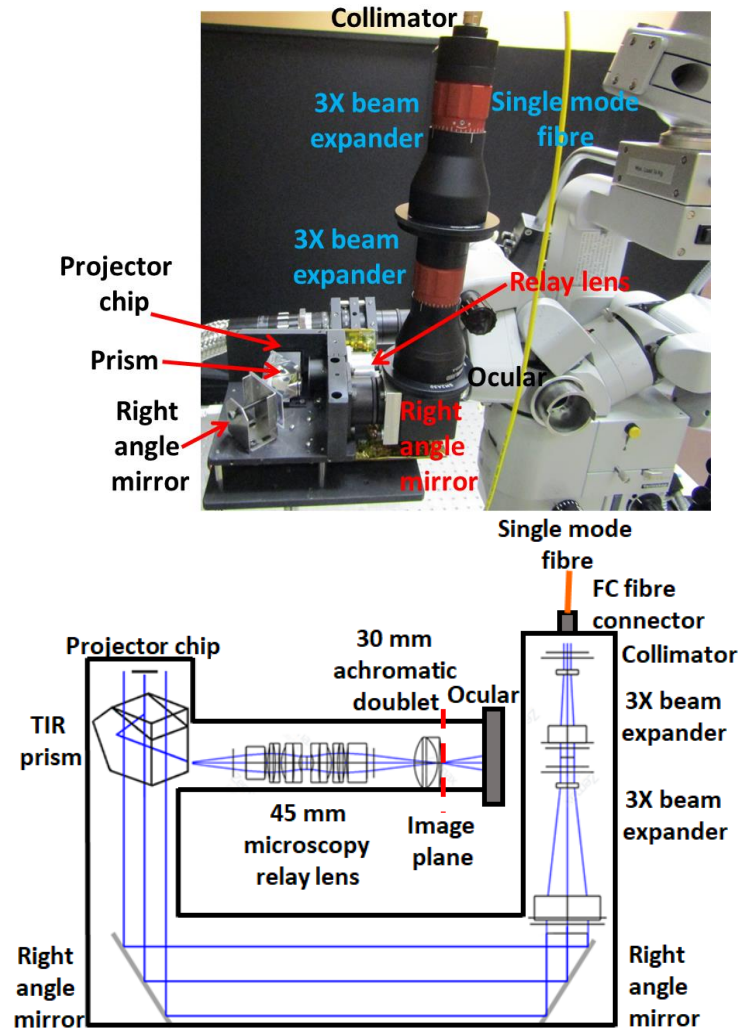 Collimator
3X beam
expander
Single mode
fibre
3X beam
expander
Projector
chip
Relay lens
Prism
Ocular
Right
angle
mirror
Right
angle
mirror
Single mode
fibre
FC fibre
connector
Projector chip
30 mm
achromatic
doublet
Ocular
Collimator
TIR
prism
3X beam
expander
3X beam
expander
45 mm
microscopy
relay lens
Image
plane
Right
angle
mirror
Right
angle
mirror